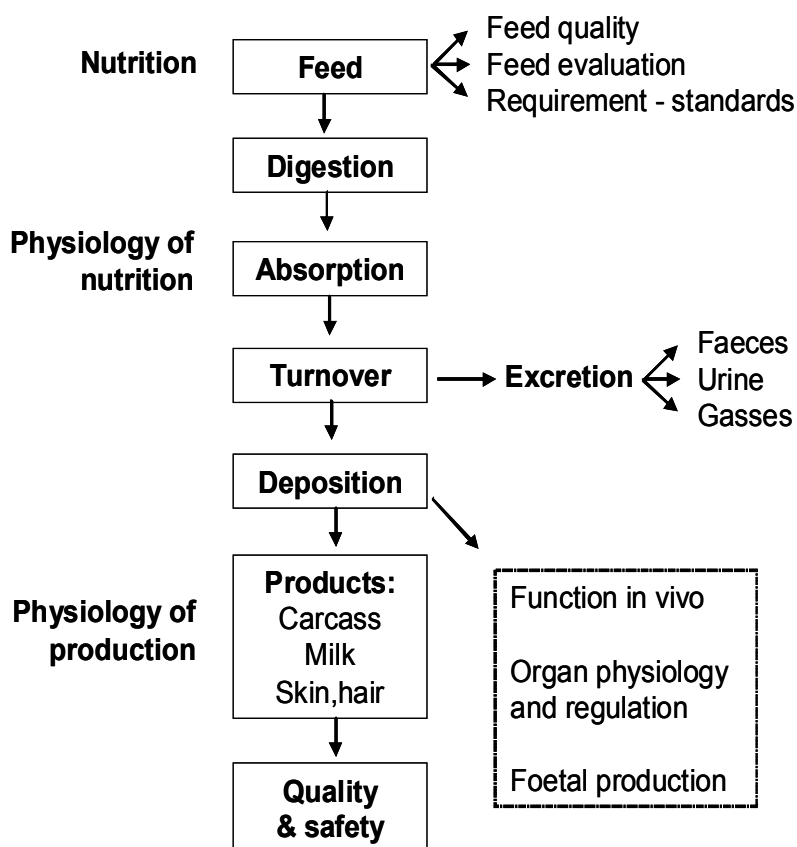 Nutrition
Feed
Feed quality
Feed evaluation
Requirement - standards
Digestion
Physiology of
nutrition
Absorption
Turnover
Excretion
Faeces
Urine
Gasses
Deposition
Physiology of
production
Products:
Carcass
Milk
Skin,hair
Function in vivo
Organ physiology
and regulation
Foetal production
Quality
& safety